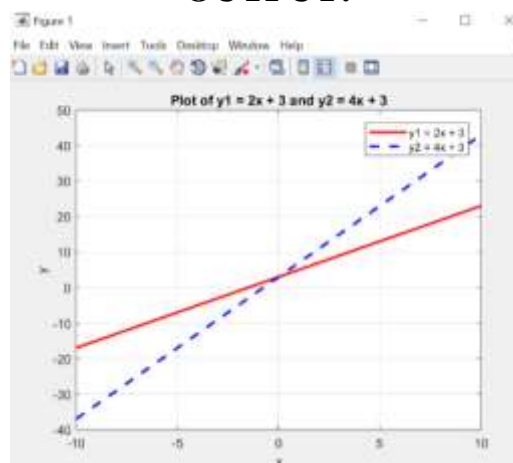 Figure 1
File Edit View Insert Tools Desktop Window Help
Plot of y1 = 2x + 3 and y2 = 4x + 3
y1 = 2x + 3
y2 = 4x + 3
50
40
30
20
10
0
-10
-20
-30
-40
y
-10 -5 0 5 10